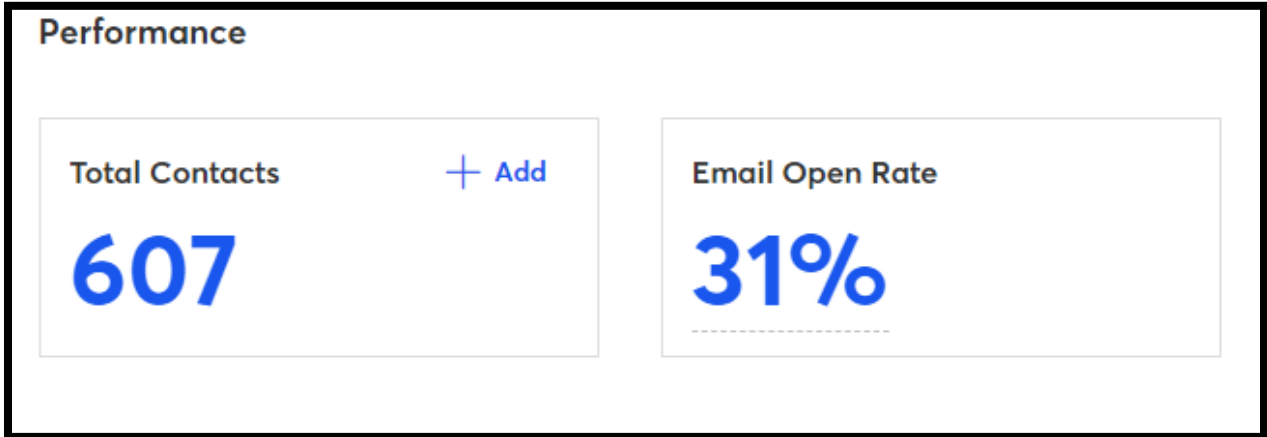 Performance
Total Contacts
+ Add
607
Email Open Rate
31%